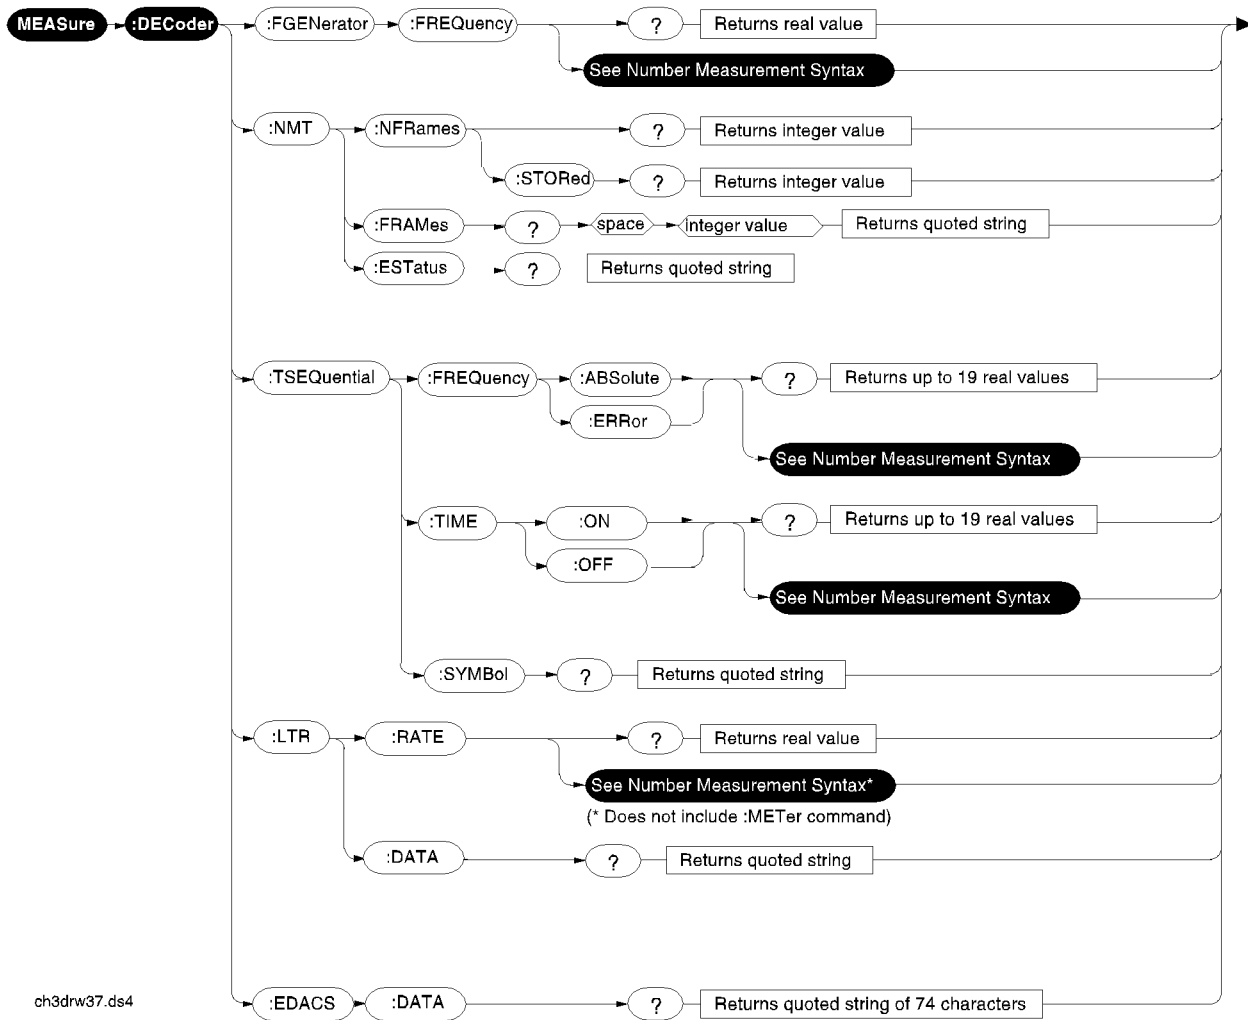 MEASure :DECoder :FGENerator :FREQuency ? Returns real value
See Number Measurement Syntax
:NMT :NFRames ? Returns integer value
:STORed ? Returns integer value
:FRAMes ? space integer value Returns quoted string
:ESTatus ? Returns quoted string
:TSEQuential :FREQuency :ABSolute ? Returns up to 19 real values
:ERRor
See Number Measurement Syntax
:TIME :ON ? Returns up to 19 real values
:OFF
See Number Measurement Syntax
:SYMBol ? Returns quoted string
:LTR :RATE ? Returns real value
See Number Measurement Syntax*
(* Does not include :METer command)
:DATA ? Returns quoted string
ch3drw37.ds4 :EDACS :DATA ? Returns quoted string of 74 characters